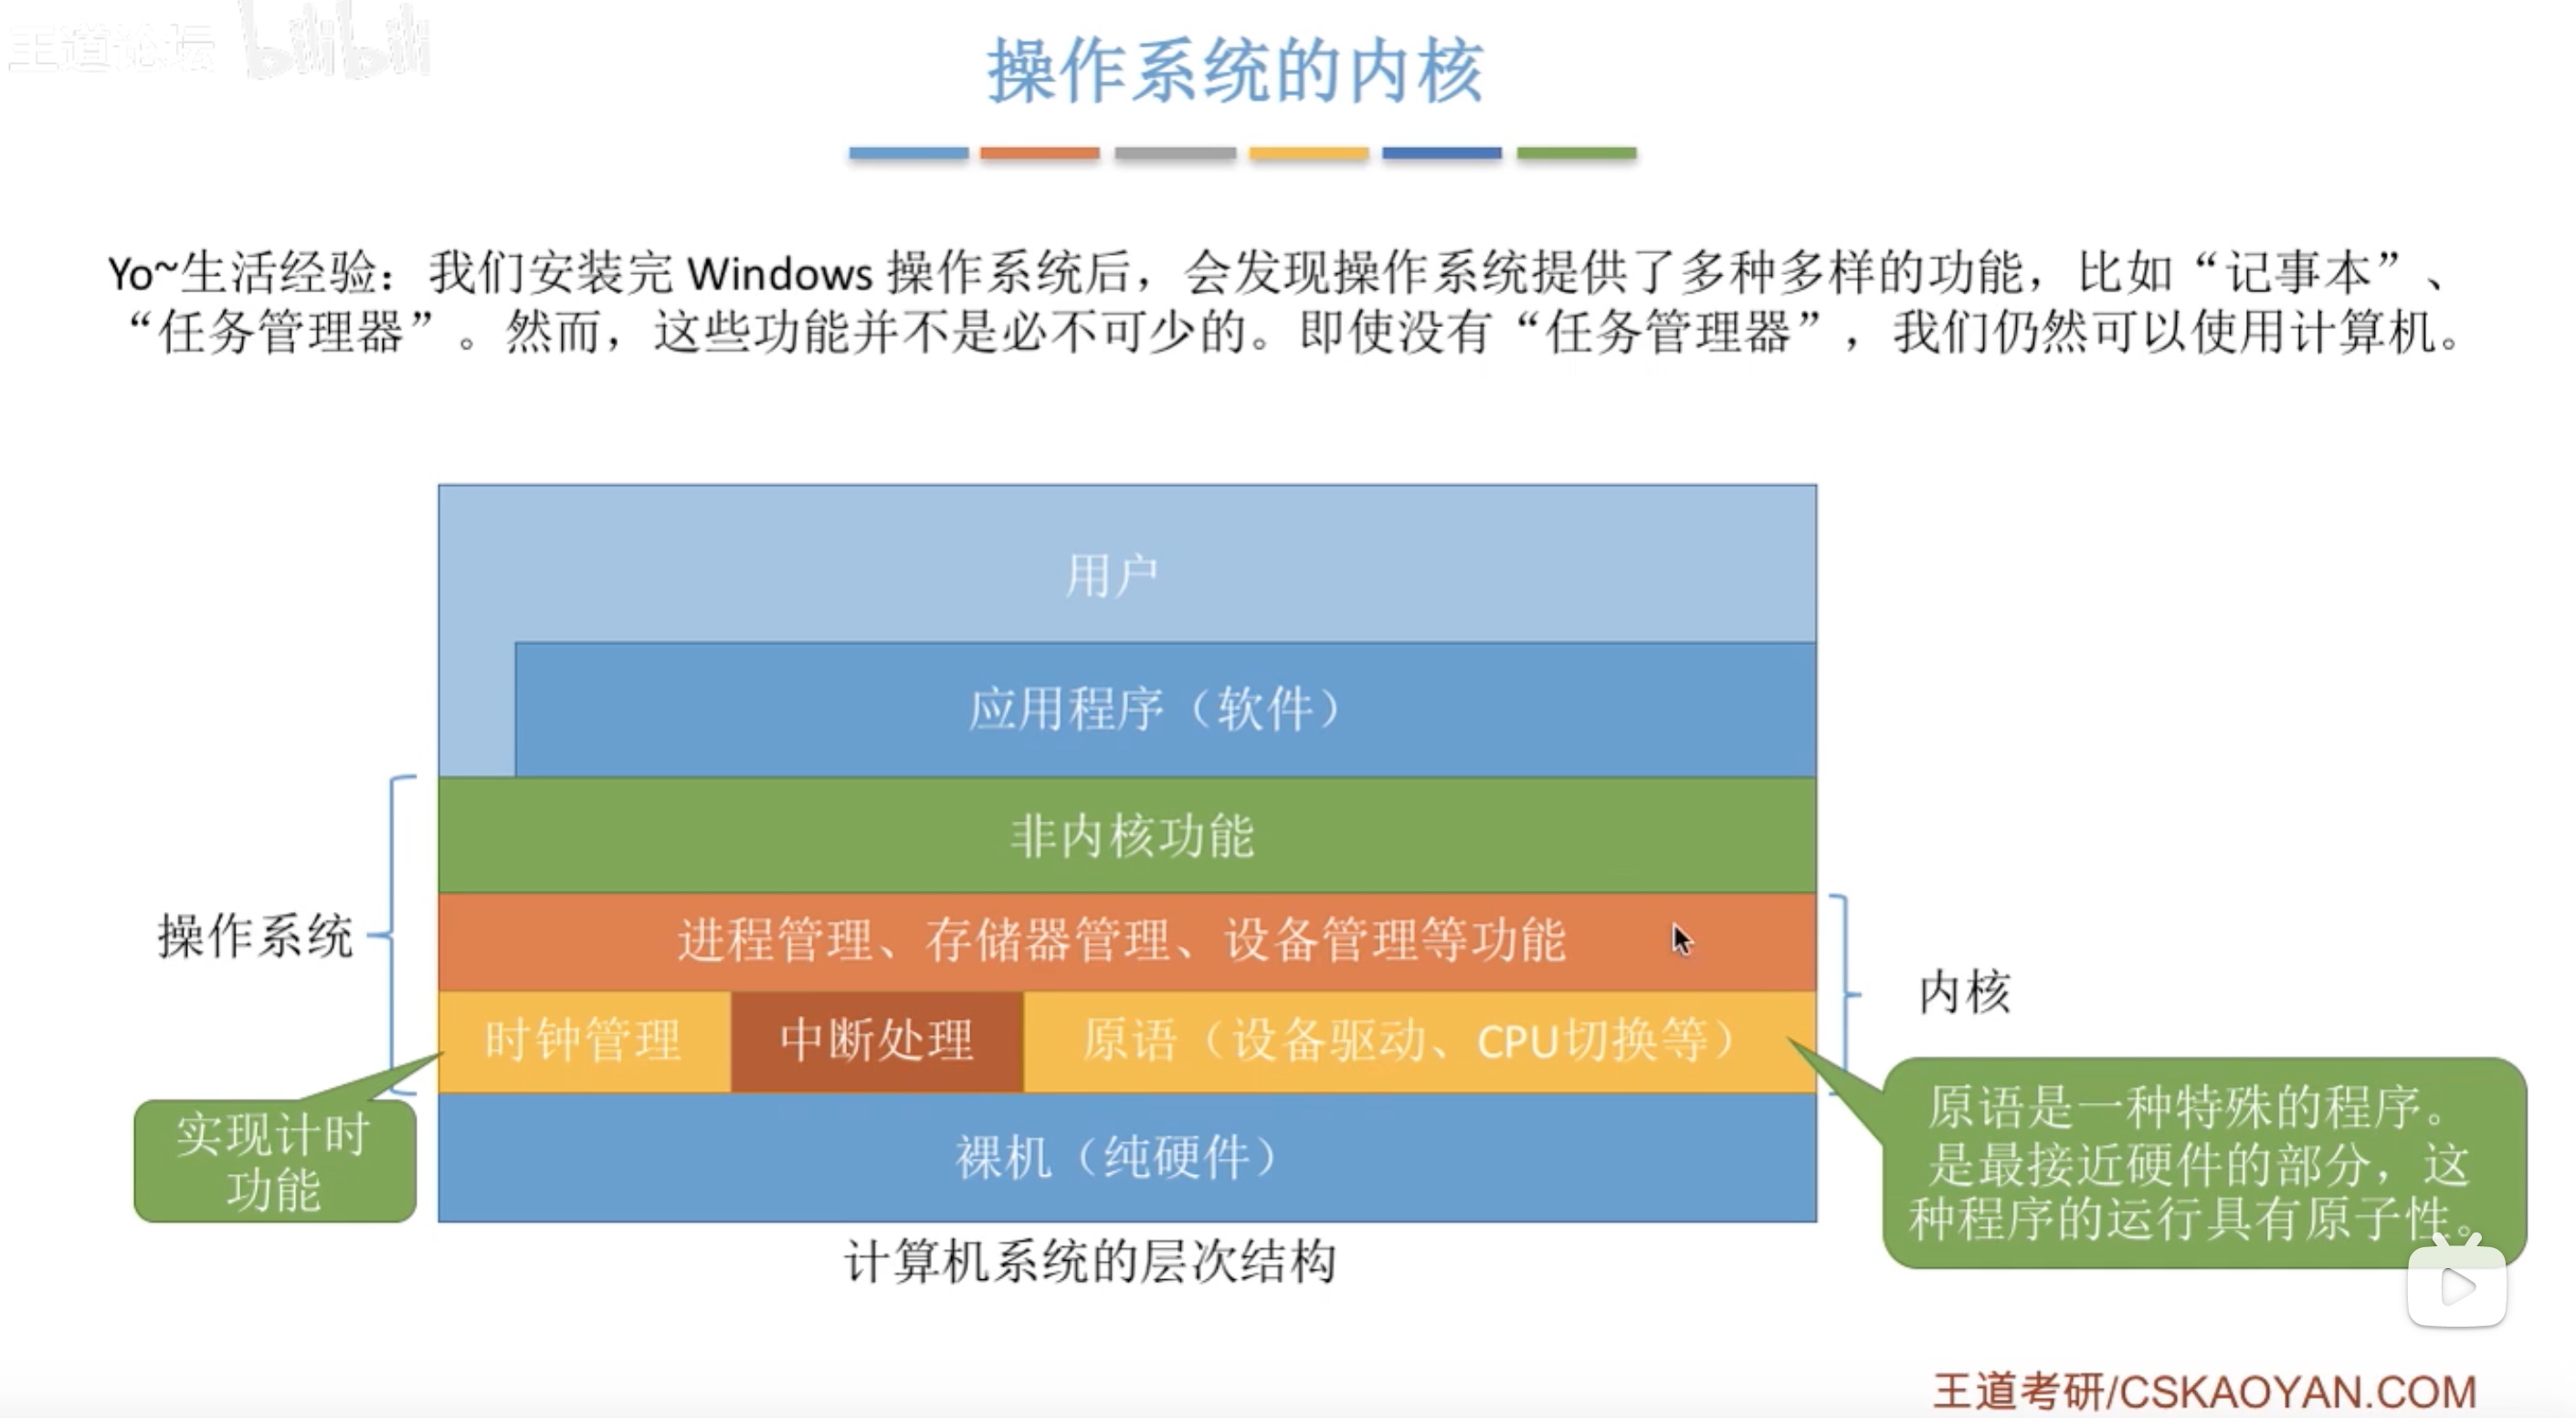 王道论坛 bilibili
操作系统的内核
Yo~生活经验：我们安装完 Windows 操作系统后，会发现操作系统提供了多种多样的功能，比如“记事本”、
“任务管理器”。然而，这些功能并不是必不可少的。即使没有“任务管理器”，我们仍然可以使用计算机。
用户
应用程序（软件）
非内核功能
操作系统
进程管理、存储器管理、设备管理等功能
内核
时钟管理
中断处理
原语（设备驱动、CPU切换等）
实现计时
功能
原语是一种特殊的程序。
是最接近硬件的部分，这
种程序的运行具有原子性。
裸机（纯硬件）
计算机系统的层次结构
王道考研/CSKAOYAN.COM